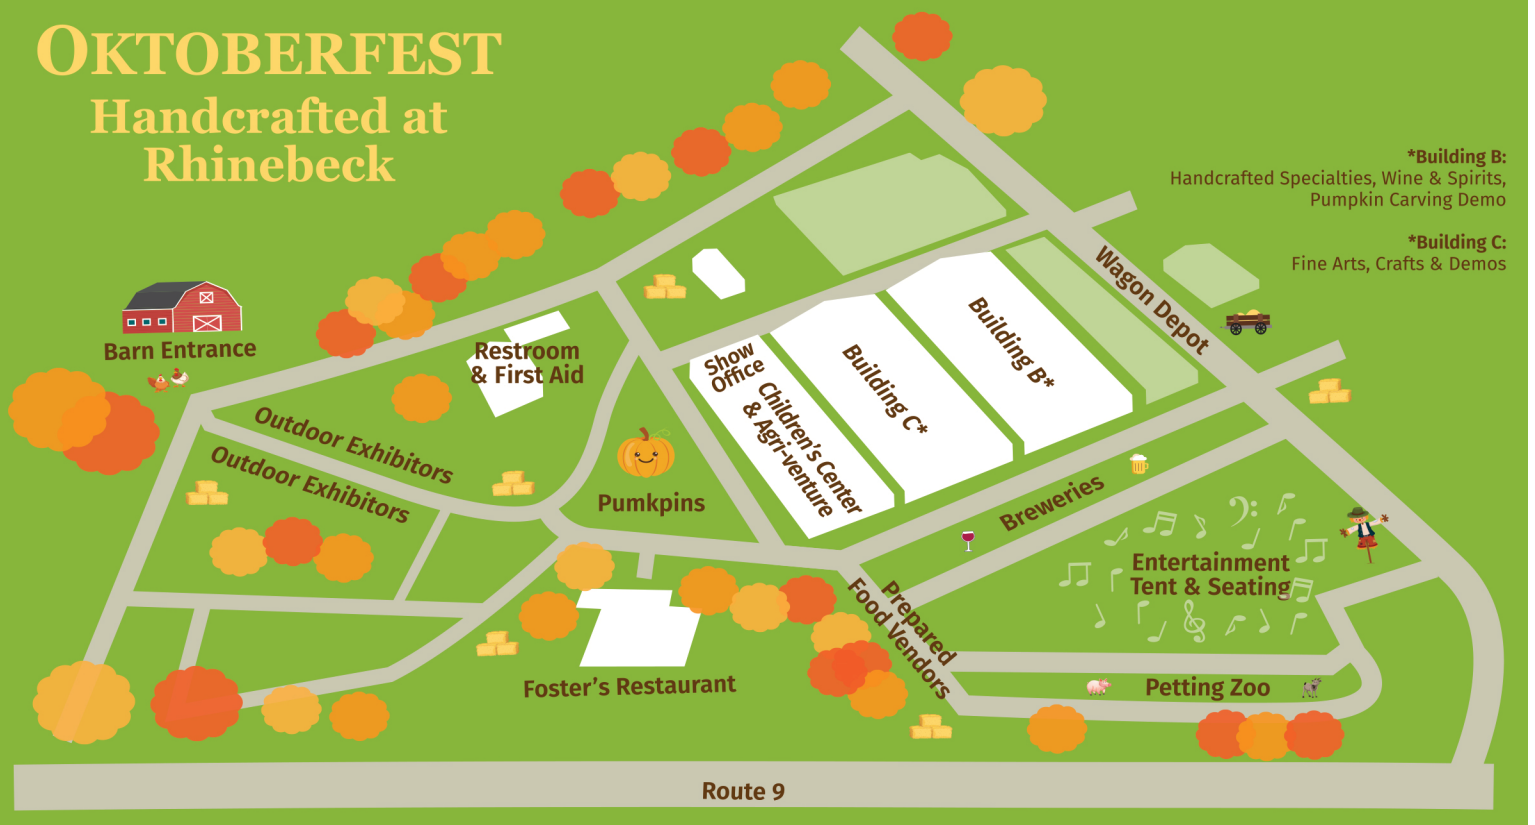 OKTOBERFEST
Handcrafted at
Rhinebeck
*Building B:
Handcrafted Specialties, Wine & Spirits,
Pumpkin Carving Demo
*Building C:
Fine Arts, Crafts & Demos
Wagon Depot
Barn Entrance
Restroom
& First Aid
Show
Office
Children's Center
& Agri-venture
Building C*
Building B*
Outdoor Exhibitors
Outdoor Exhibitors
Pumkpins
Breweries
Entertainment
Tent & Seating
Prepared
Food Vendors
Foster's Restaurant
Petting Zoo
Route 9